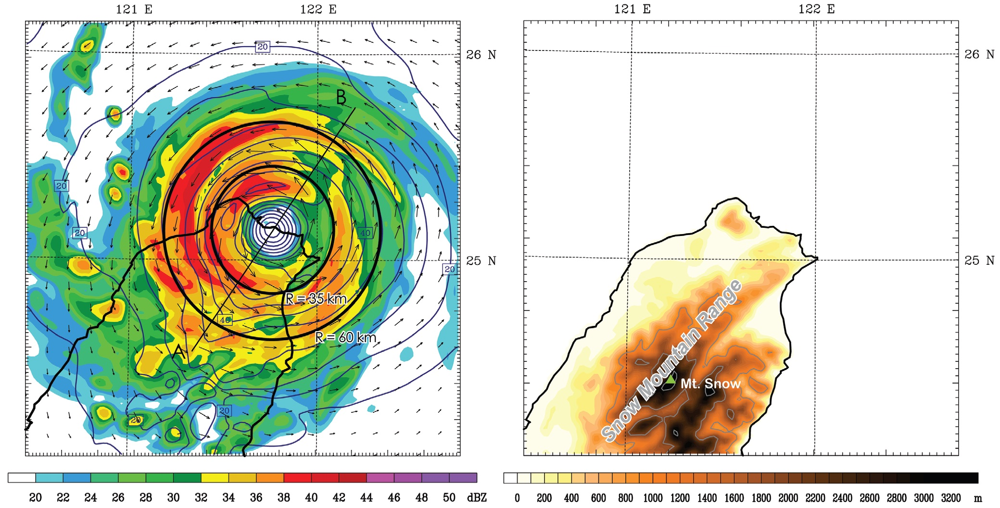 121 E 122 E
121 E 122 E
20
26 N
26 N
B
20
20
40
25 N
25 N
20
R = 35 km
40
R = 60 km
A
20
20
Snow Mountain Range
Mt. Snow
20 22 24 26 28 30 32 34 36 38 40 42 44 46 48 50 dBZ
0 200 400 600 800 1000 1200 1400 1600 1800 2000 2200 2400 2600 2800 3000 3200 m